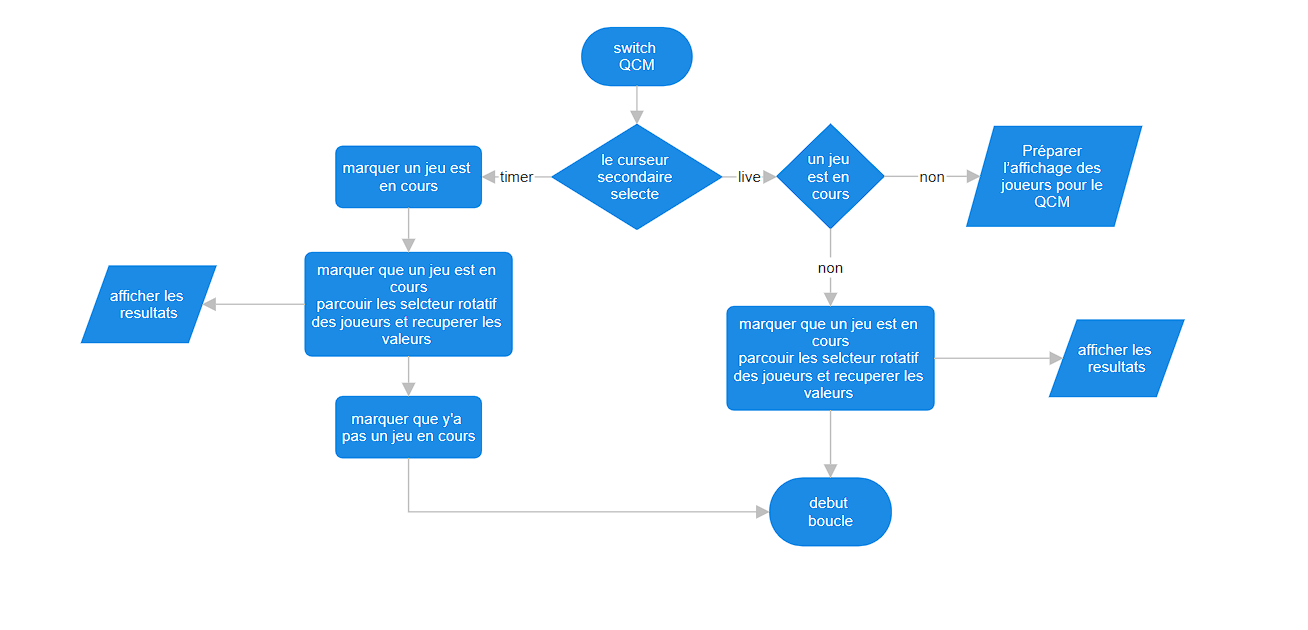 switch
QCM
le curseur
secondaire
selecte
timer
live
marquer un jeu est
en cours
un jeu
est en
cours
non
Préparer
l’affichage des
joueurs pour le
QCM
non
marquer que un jeu est en
cours
parcouir les selcteur rotatif
des joueurs et recuperer les
valeurs
afficher les
resultats
marquer que y'a
pas un jeu en cours
marquer que un jeu est en
cours
parcouir les selcteur rotatif
des joueurs et recuperer les
valeurs
afficher les
resultats
debut
boucle